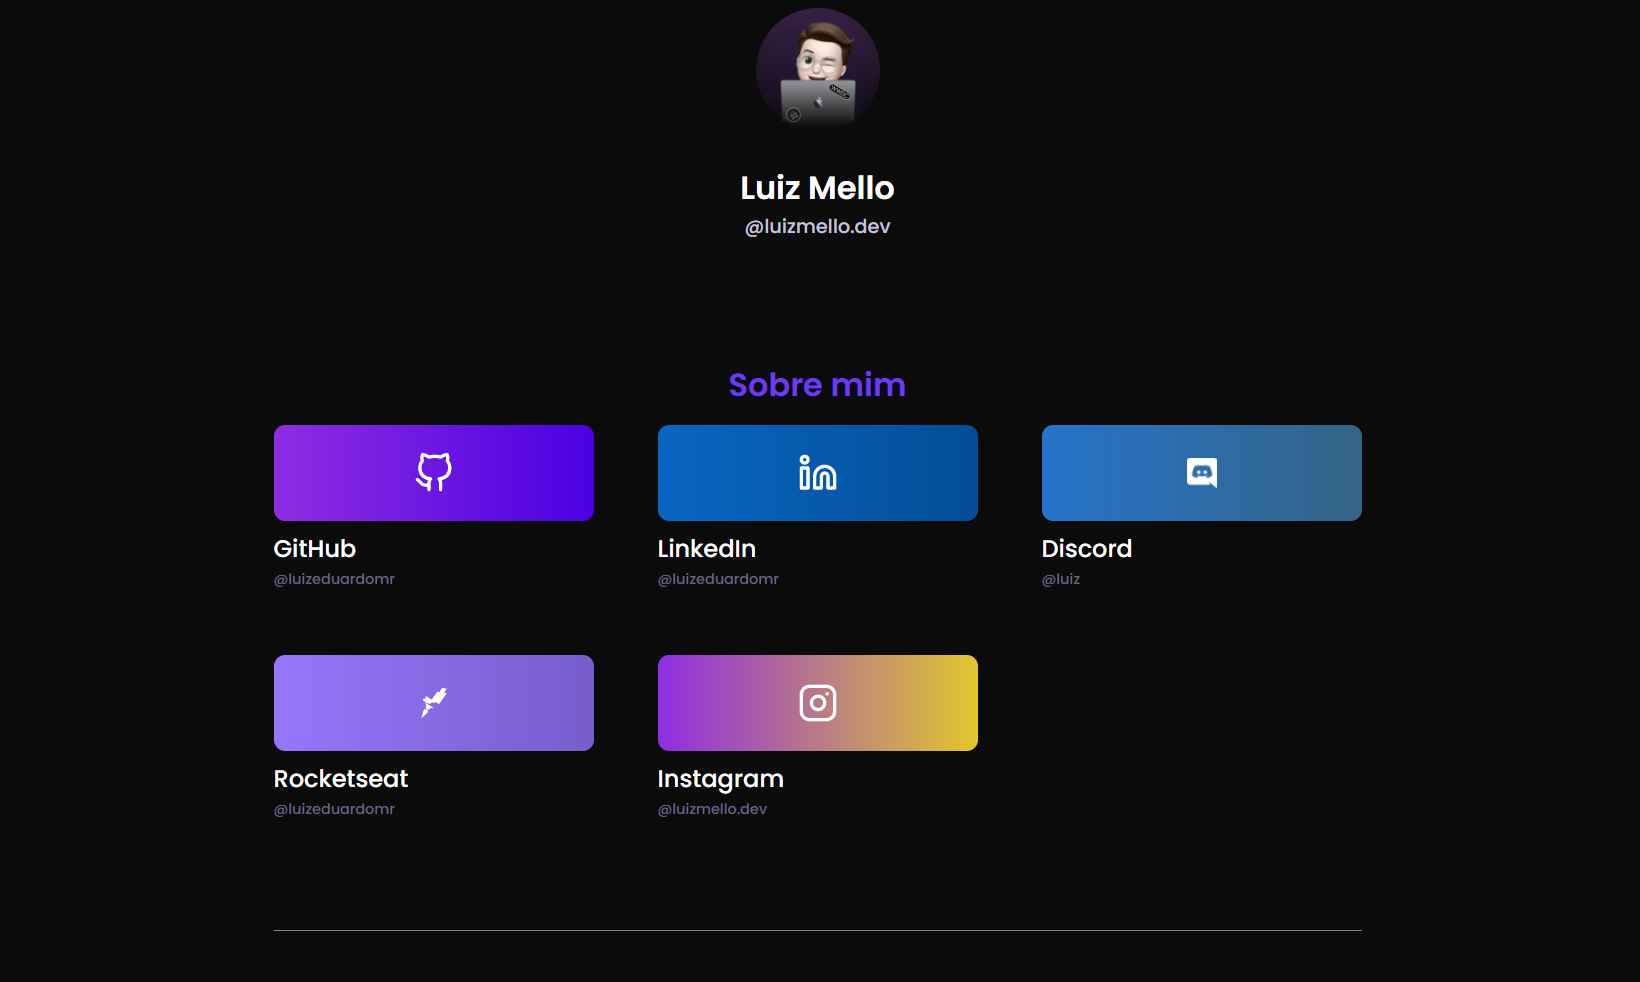 Luiz Mello
@luizmello.dev
Sobre mim
GitHub
@luizeduardomr
LinkedIn
@luizeduardomr
Discord
@luiz
Rocketseat
@luizeduardomr
Instagram
@luizmello.dev